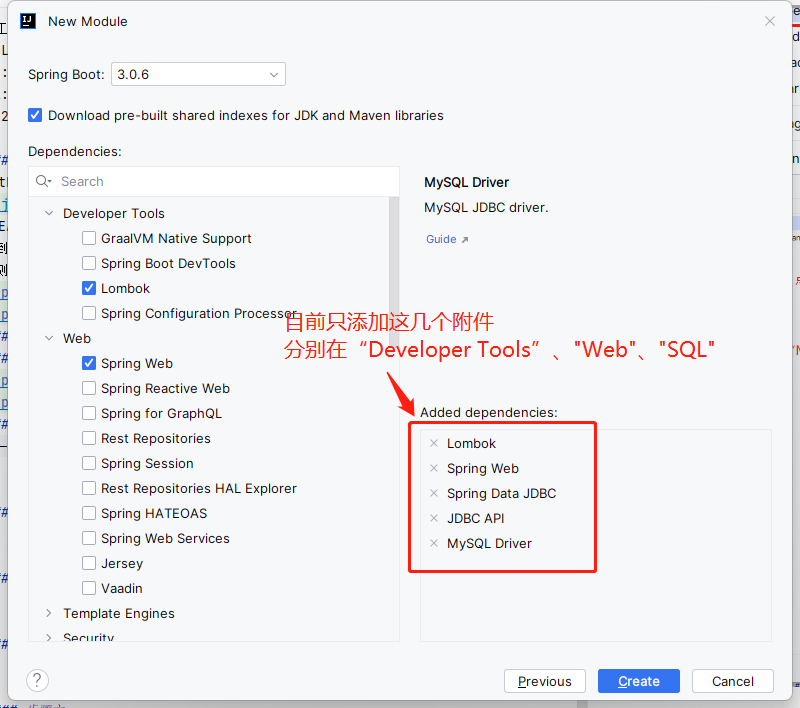 New Module
Spring Boot: 3.0.6
Download pre-built shared indexes for JDK and Maven libraries
Dependencies:
Search
Developer Tools
GraalVM Native Support
Spring Boot DevTools
Lombok
Spring Configuration Processor
Web
Spring Web
Spring Reactive Web
Spring for GraphQL
Rest Repositories
Spring Session
Rest Repositories HAL Explorer
Spring HATEOAS
Spring Web Services
Jersey
Vaadin
Template Engines
Security
MySQL Driver
MySQL JDBC driver.
Guide ↗
目前只添加这几个附件
分别在“Developer Tools”、"Web"、"SQL"
Added dependencies:
Lombok
Spring Web
Spring Data JDBC
JDBC API
MySQL Driver
?
Previous
Create
Cancel